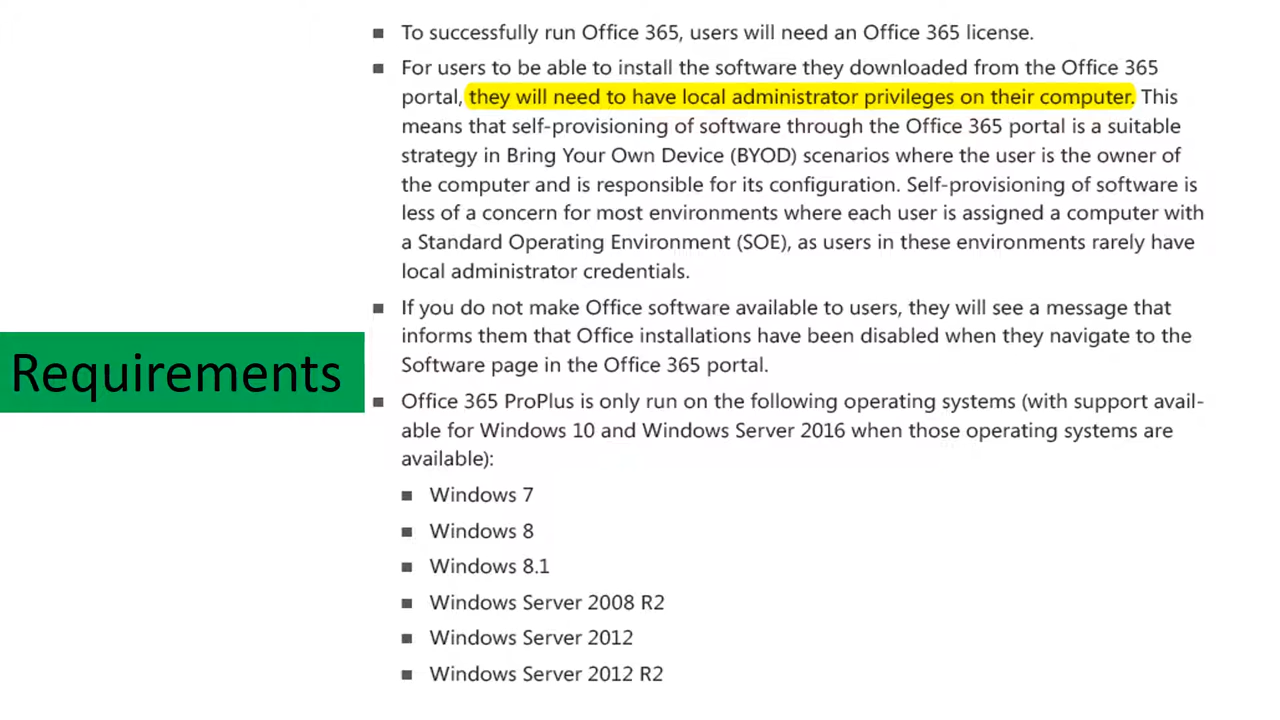 ■ To successfully run Office 365, users will need an Office 365 license.
■ For users to be able to install the software they downloaded from the Office 365
portal, they will need to have local administrator privileges on their computer. This
means that self-provisioning of software through the Office 365 portal is a suitable
strategy in Bring Your Own Device (BYOD) scenarios where the user is the owner of
the computer and is responsible for its configuration. Self-provisioning of software is
less of a concern for most environments where each user is assigned a computer with
a Standard Operating Environment (SOE), as users in these environments rarely have
local administrator credentials.
■ If you do not make Office software available to users, they will see a message that
informs them that Office installations have been disabled when they navigate to the
Software page in the Office 365 portal.
Requirements
■ Office 365 ProPlus is only run on the following operating systems (with support avail-
able for Windows 10 and Windows Server 2016 when those operating systems are
available):
■ Windows 7
■ Windows 8
■ Windows 8.1
■ Windows Server 2008 R2
■ Windows Server 2012
■ Windows Server 2012 R2